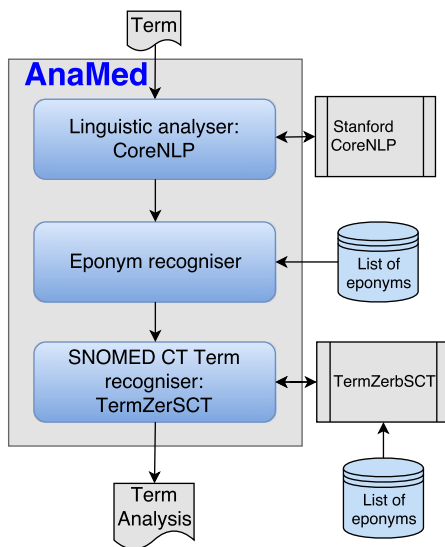 Term
AnaMed
Linguistic analyser:
CoreNLP
Stanford
CoreNLP
Eponym recogniser
List of
eponyms
SNOMED CT Term
recogniser:
TermZerSCT
TermZerbSCT
Term
Analysis
List of
eponyms